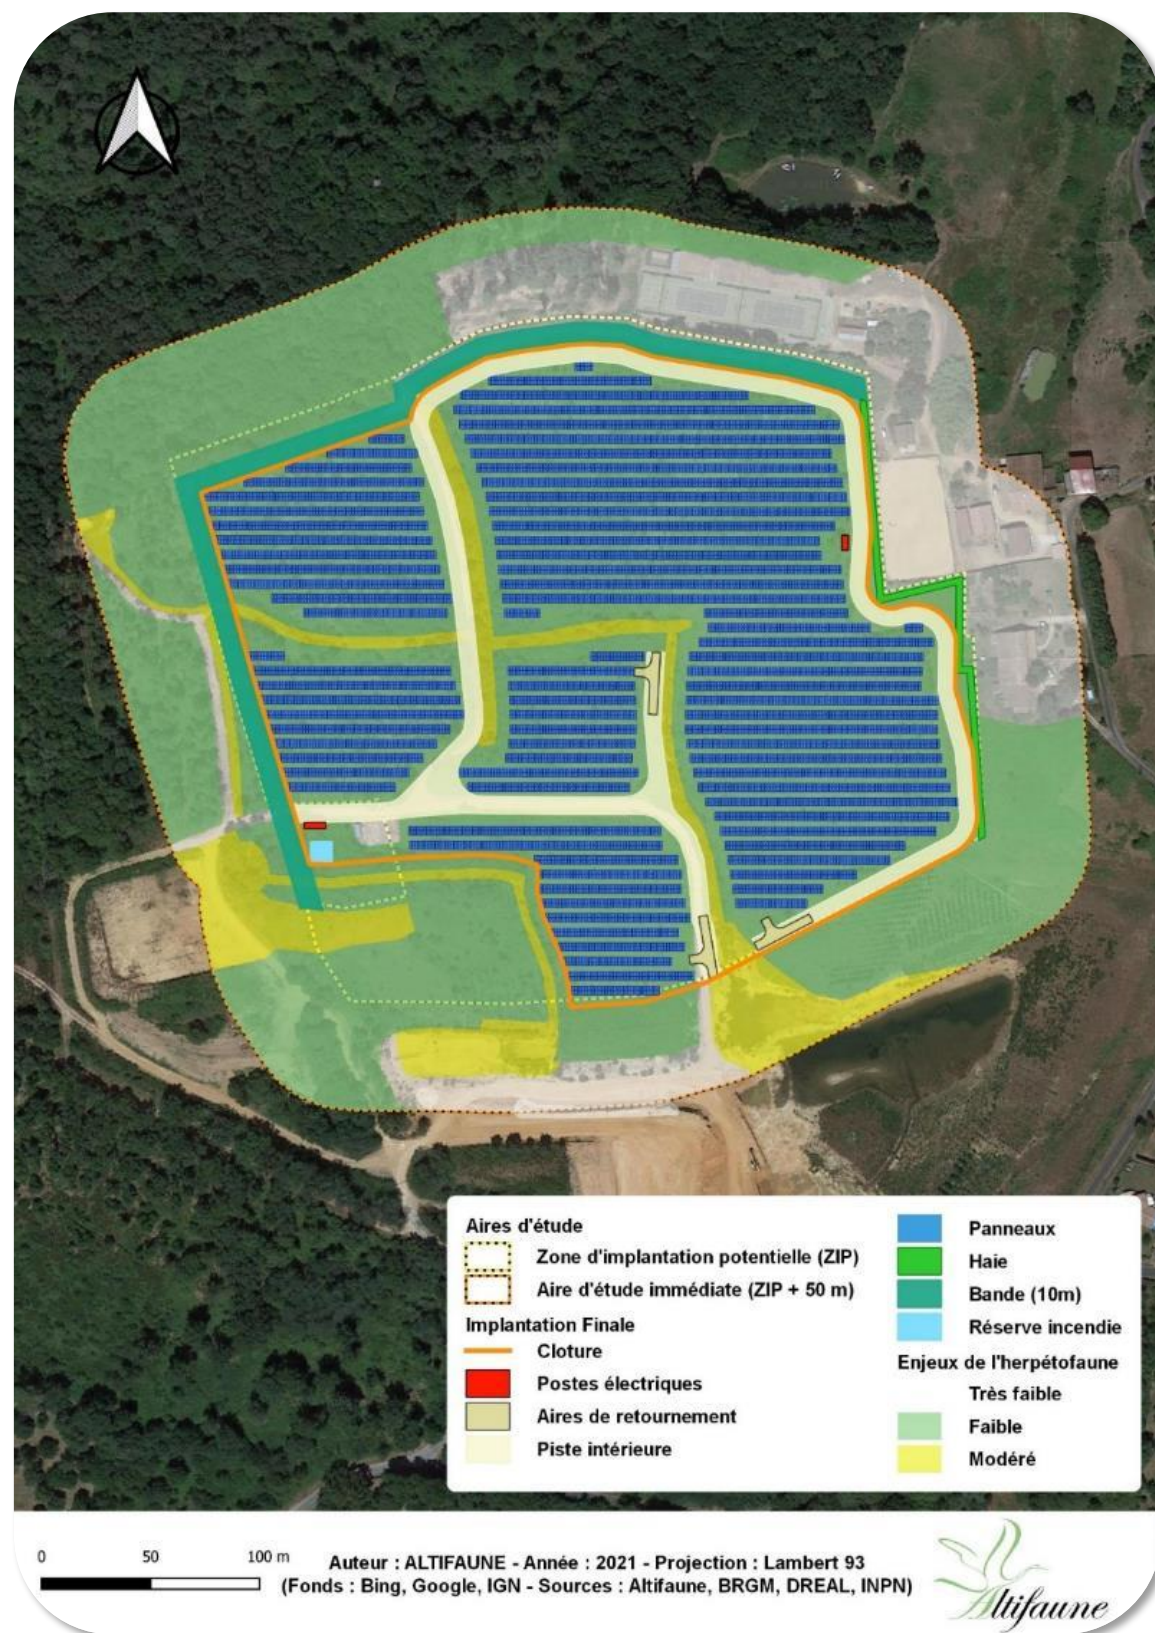 Aires d'étude
Zone d'implantation potentielle (ZIP)
Aire d'étude immédiate (ZIP + 50 m)
Implantation Finale
Cloture
Postes électriques
Aires de retournement
Piste intérieure
Panneaux
Haie
Bande (10m)
Réserve incendie
Enjeux de l'herpétofaune
Très faible
Faible
Modéré
0 50 100 m
Auteur : ALTIFAUNE - Année : 2021 - Projection : Lambert 93
(Fonds : Bing, Google, IGN - Sources : Altifaune, BRGM, DREAL, INPN)
Altifaune